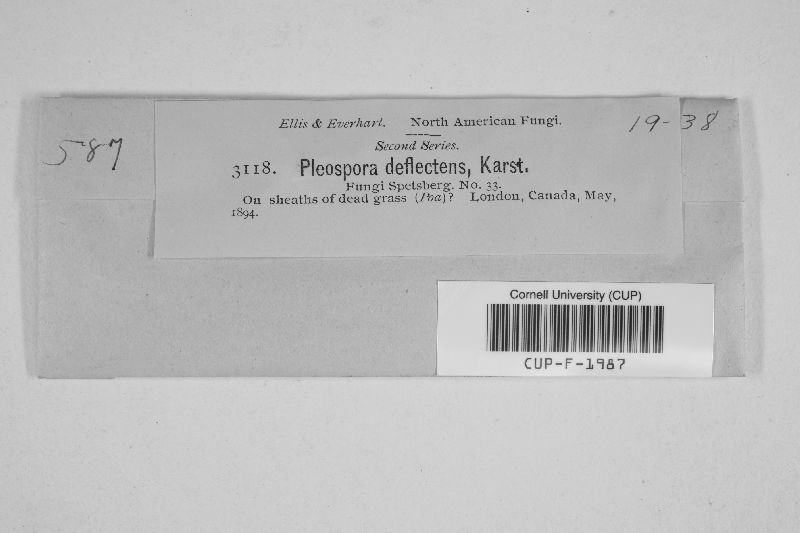 587
Ellis & Everhart. North American Fungi. 19-38
Second Series.
3118. Pleospora deflectens, Karst.
Fungi Spetsberg. No. 33.
On sheaths of dead grass (Poa)? London, Canada, May,
1894.
Cornell University (CUP)
CUP-F-1987